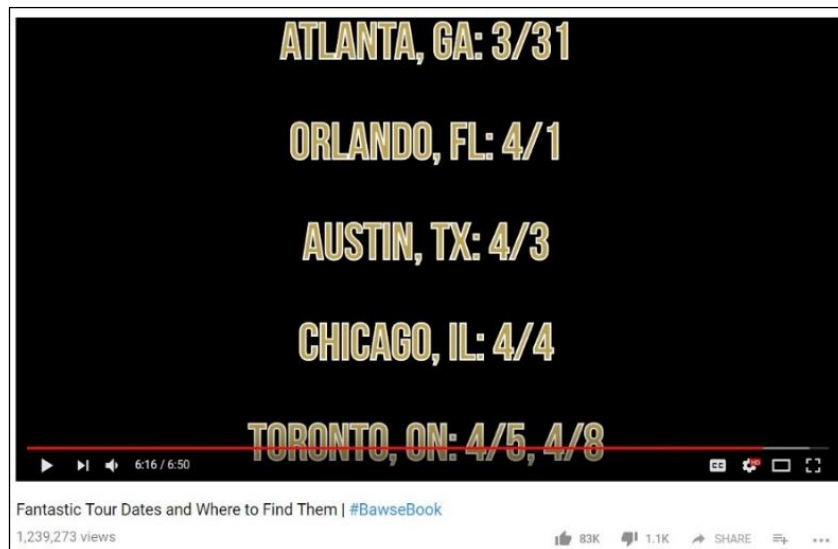 ATLANTA, GA: 3/31
ORLANDO, FL: 4/1
AUSTIN, TX: 4/3
CHICAGO, IL: 4/4
TORONTO, ON: 4/5, 4/8
6:16 / 6:50 CC HD
Fantastic Tour Dates and Where to Find Them | #BawseBook
1,239,273 views 83K 1.1K SHARE